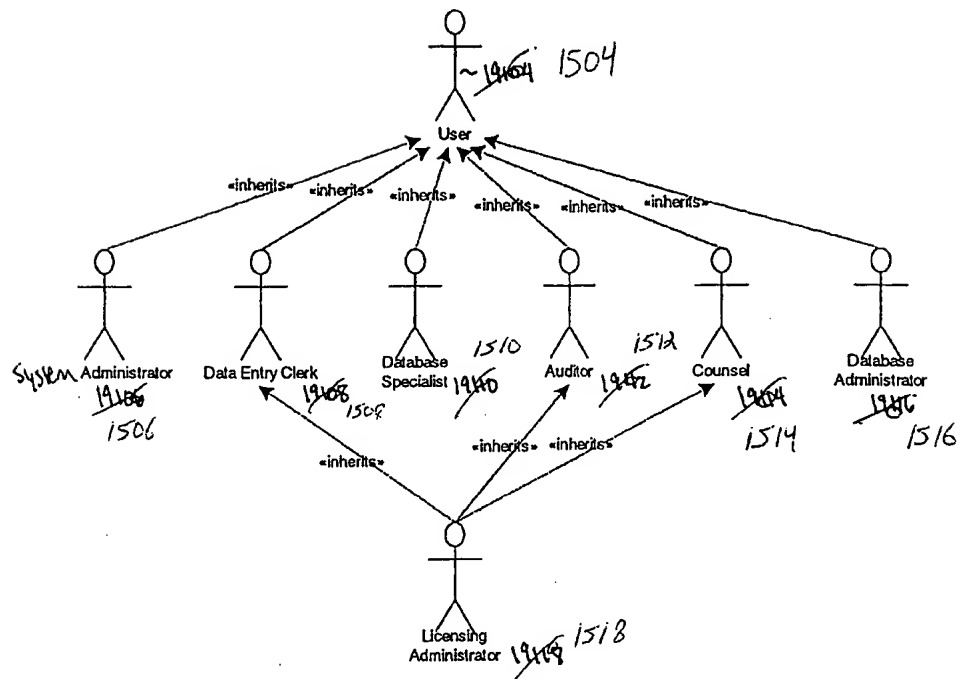 ~ 1504
User
«inherits» «inherits» «inherits» «inherits» «inherits» «inherits»
System Administrator
1506
Data Entry Clerk
1508
Database
Specialist
1510
Auditor
1512
Counsel
1514
Database
Administrator
1516
«inherits» «inherits» «inherits»
Licensing
Administrator
1518